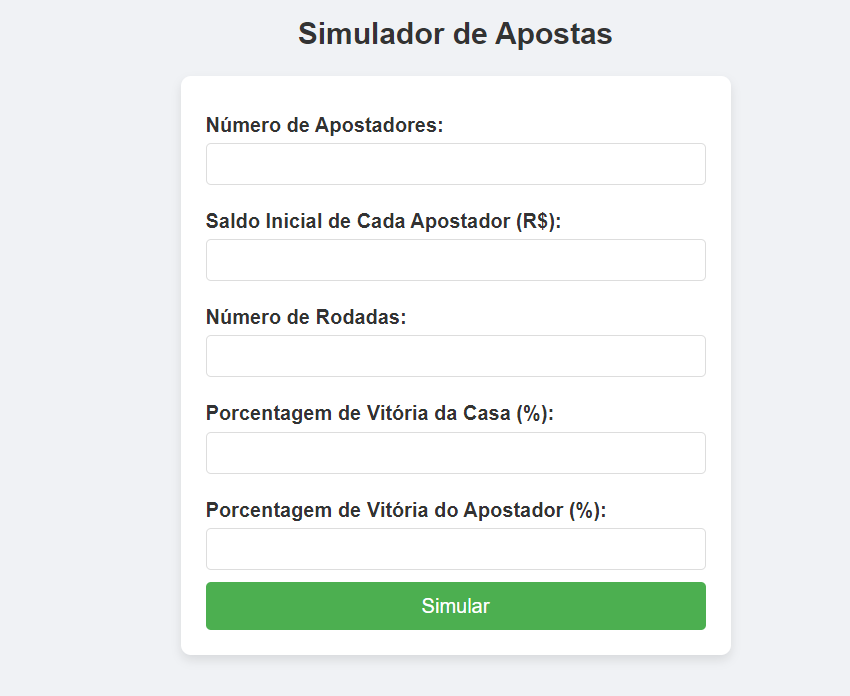 Simulador de Apostas
Número de Apostadores:
Saldo Inicial de Cada Apostador (R$):
Número de Rodadas:
Porcentagem de Vitória da Casa (%):
Porcentagem de Vitória do Apostador (%):
Simular